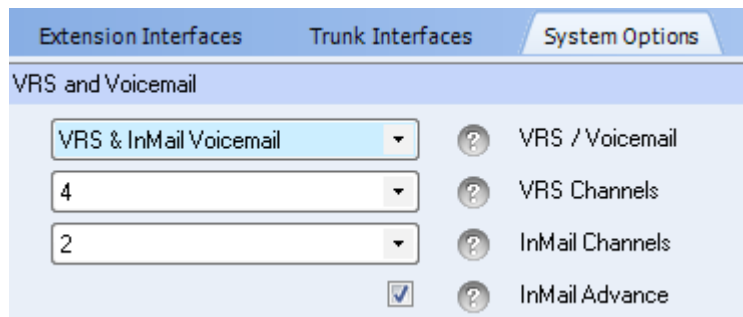 Extension Interfaces Trunk Interfaces System Options
VRS and Voicemail
VRS & InMail Voicemail VRS / Voicemail
4 VRS Channels
2 InMail Channels
InMail Advance